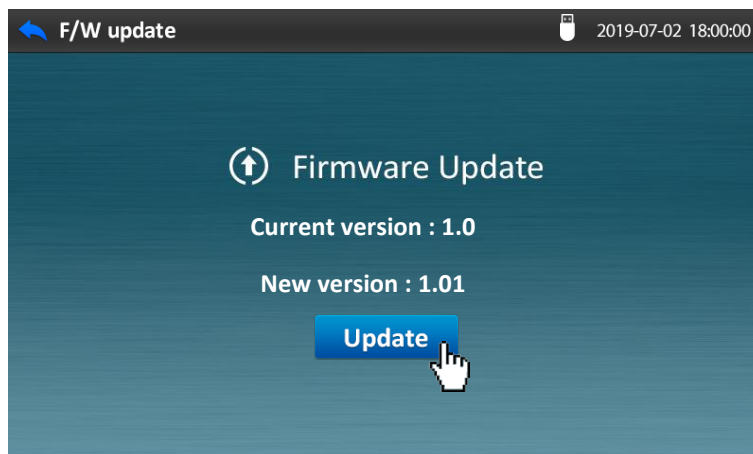 F/W update
2019-07-02 18:00:00
Firmware Update
Current version : 1.0
New version : 1.01
Update